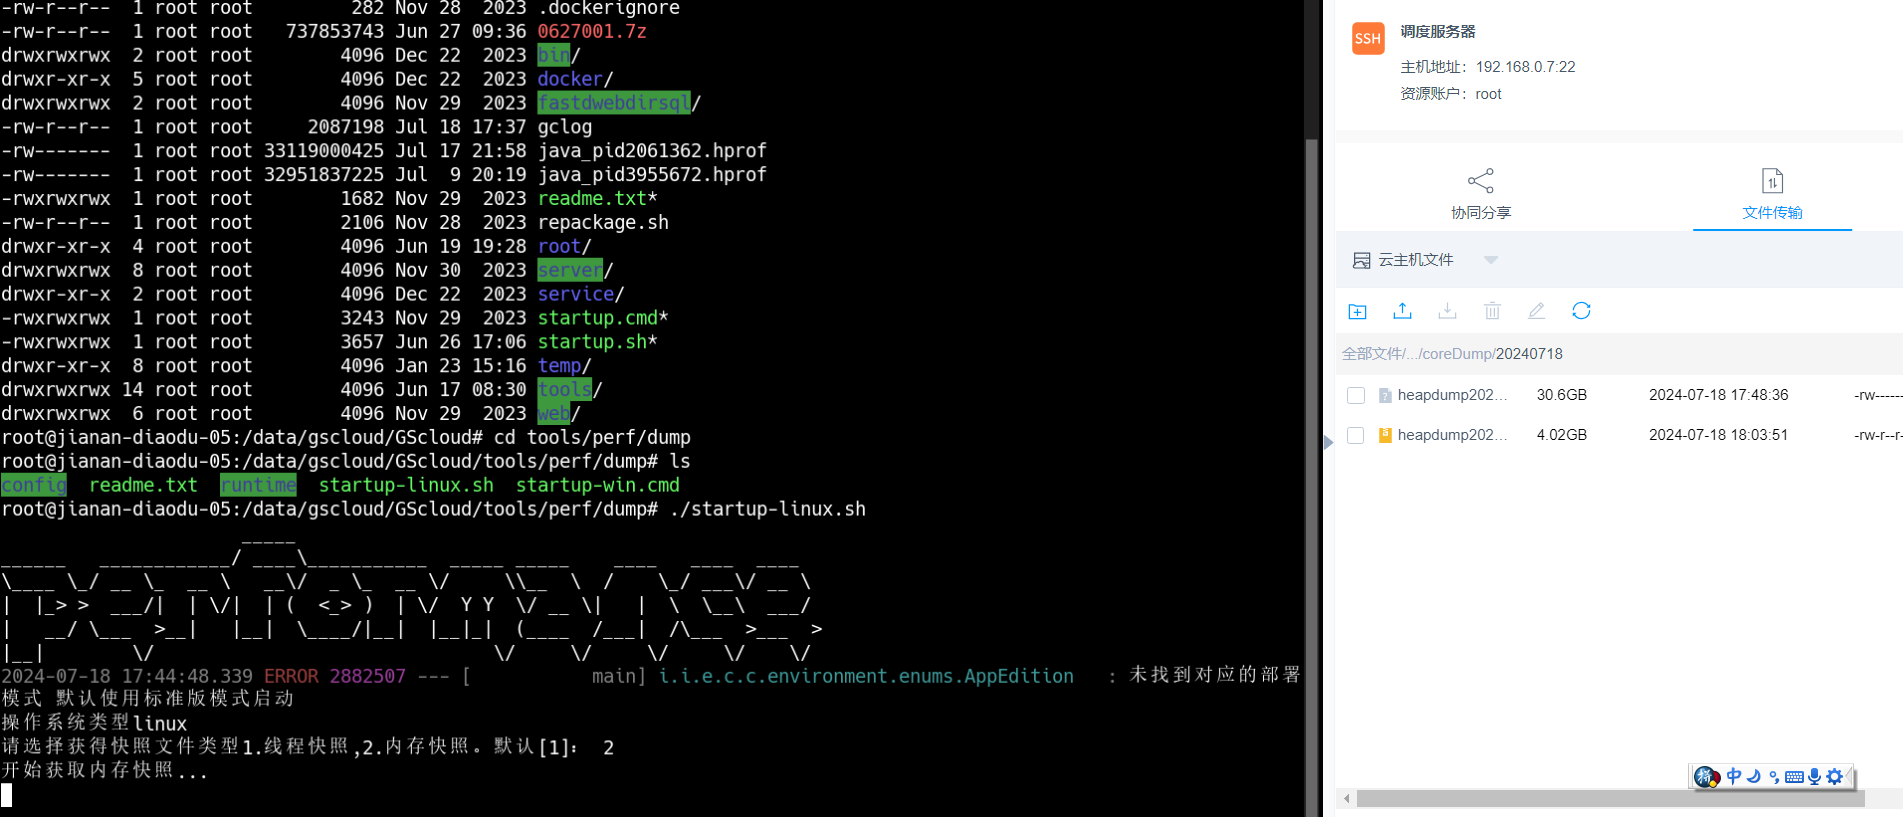 -rw-r--r--  1 root root         282 Nov 28  2023 .dockerignore
-rw-r--r--  1 root root   737853743 Jun 27 09:36 0627001.7z
drwxrwxrwx  2 root root        4096 Dec 22  2023 bin/
drwxr-xr-x  5 root root        4096 Dec 22  2023 docker/
drwxrwxrwx  2 root root        4096 Nov 29  2023 fastdwebdirsql/
-rw-r--r--  1 root root     2087198 Jul 18 17:37 gclog
-rw-------  1 root root 33119000425 Jul 17 21:58 java_pid2061362.hprof
-rw-------  1 root root 32951837225 Jul  9 20:19 java_pid3955672.hprof
-rwxrwxrwx  1 root root        1682 Nov 29  2023 readme.txt*
-rw-r--r--  1 root root        2106 Nov 28  2023 repackage.sh
drwxr-xr-x  4 root root        4096 Jun 19 19:28 root/
drwxrwxrwx  8 root root        4096 Nov 30  2023 server/
drwxr-xr-x  2 root root        4096 Dec 22  2023 service/
-rwxrwxrwx  1 root root        3243 Nov 29  2023 startup.cmd*
-rwxrwxrwx  1 root root        3657 Jun 26 17:06 startup.sh*
drwxr-xr-x  8 root root        4096 Jan 23 15:16 temp/
drwxrwxrwx 14 root root        4096 Jun 17 08:30 tools/
drwxrwxrwx  6 root root        4096 Nov 29  2023 web/
root@jianan-diaodu-05:/data/gscloud/GScloud# cd tools/perf/dump
root@jianan-diaodu-05:/data/gscloud/GScloud/tools/perf/dump# ls
config  readme.txt  runtime  startup-linux.sh  startup-win.cmd
root@jianan-diaodu-05:/data/gscloud/GScloud/tools/perf/dump# ./startup-linux.sh
performance
2024-07-18 17:44:48.339 ERROR 2882507 --- [           main] i.i.e.c.c.environment.enums.AppEdition   : 未找到对应的部署
模式 默认使用标准版模式启动
操作系统类型linux
请选择获得快照文件类型1.线程快照,2.内存快照。默认[1]: 2
开始获取内存快照...
SSH
调度服务器
主机地址：192.168.0.7:22
资源账户：root
协同分享
文件传输
云主机文件
全部文件/.../coreDump/20240718
heapdump202... 30.6GB 2024-07-18 17:48:36 -rw------
heapdump202... 4.02GB 2024-07-18 18:03:51 -rw-r--r-
拼 中